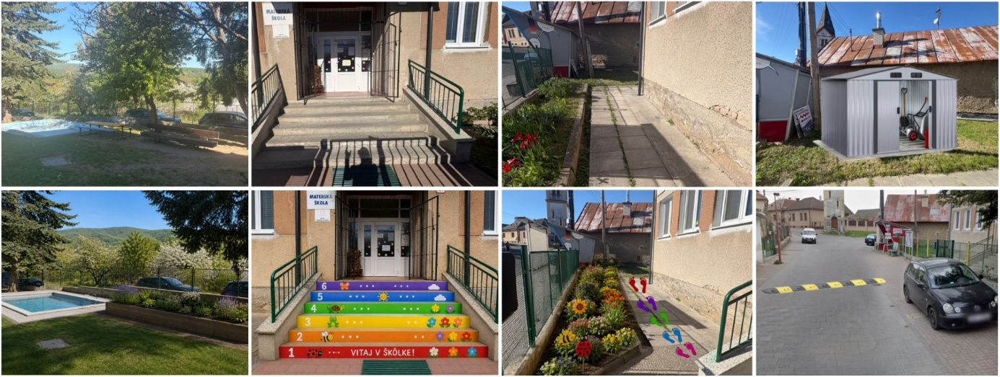 MATERSKÁ
ŠKOLA
MATERSKÁ
ŠKOLA
6
5
4
3
2
1 VITAJ V ŠKÔLKE!